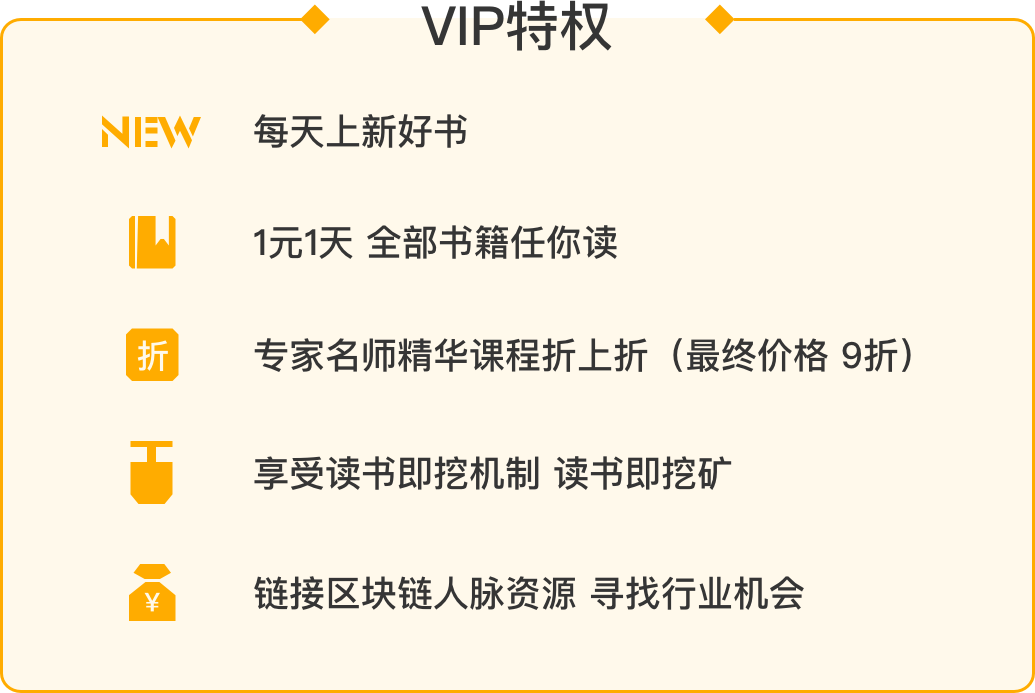 VIP特权
NEW 每天上新好书
1元1天 全部书籍任你读
折 专家名师精华课程折上折（最终价格 9折）
享受读书即挖机制 读书即挖矿
¥ 链接区块链人脉资源 寻找行业机会